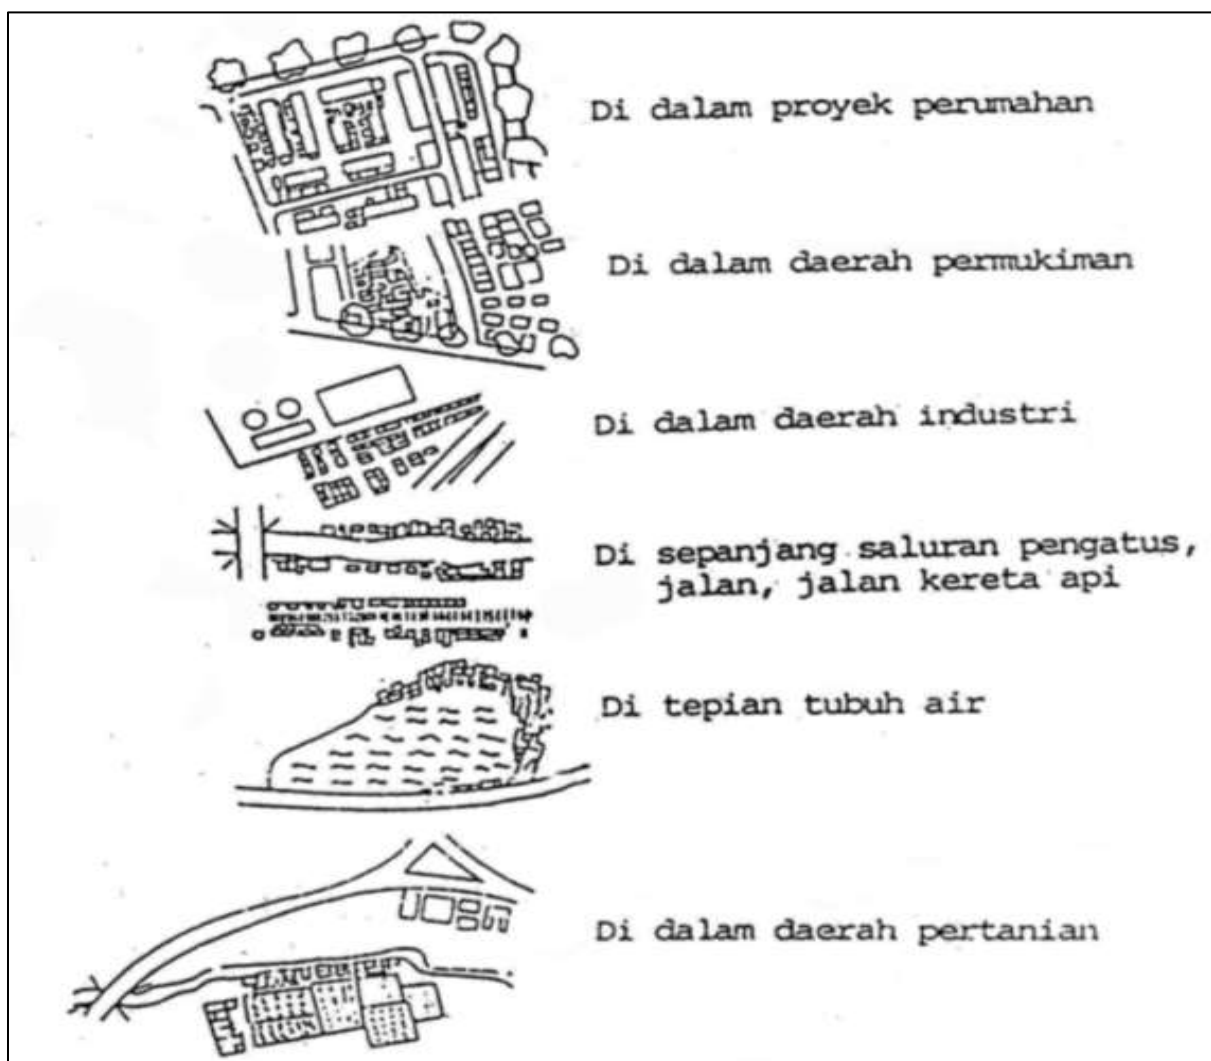 Di dalam proyek perumahan
Di dalam daerah permukiman
Di dalam daerah industri
Di sepanjang saluran pengatus,
jalan, jalan kereta api
Di tepian tubuh air
Di dalam daerah pertanian